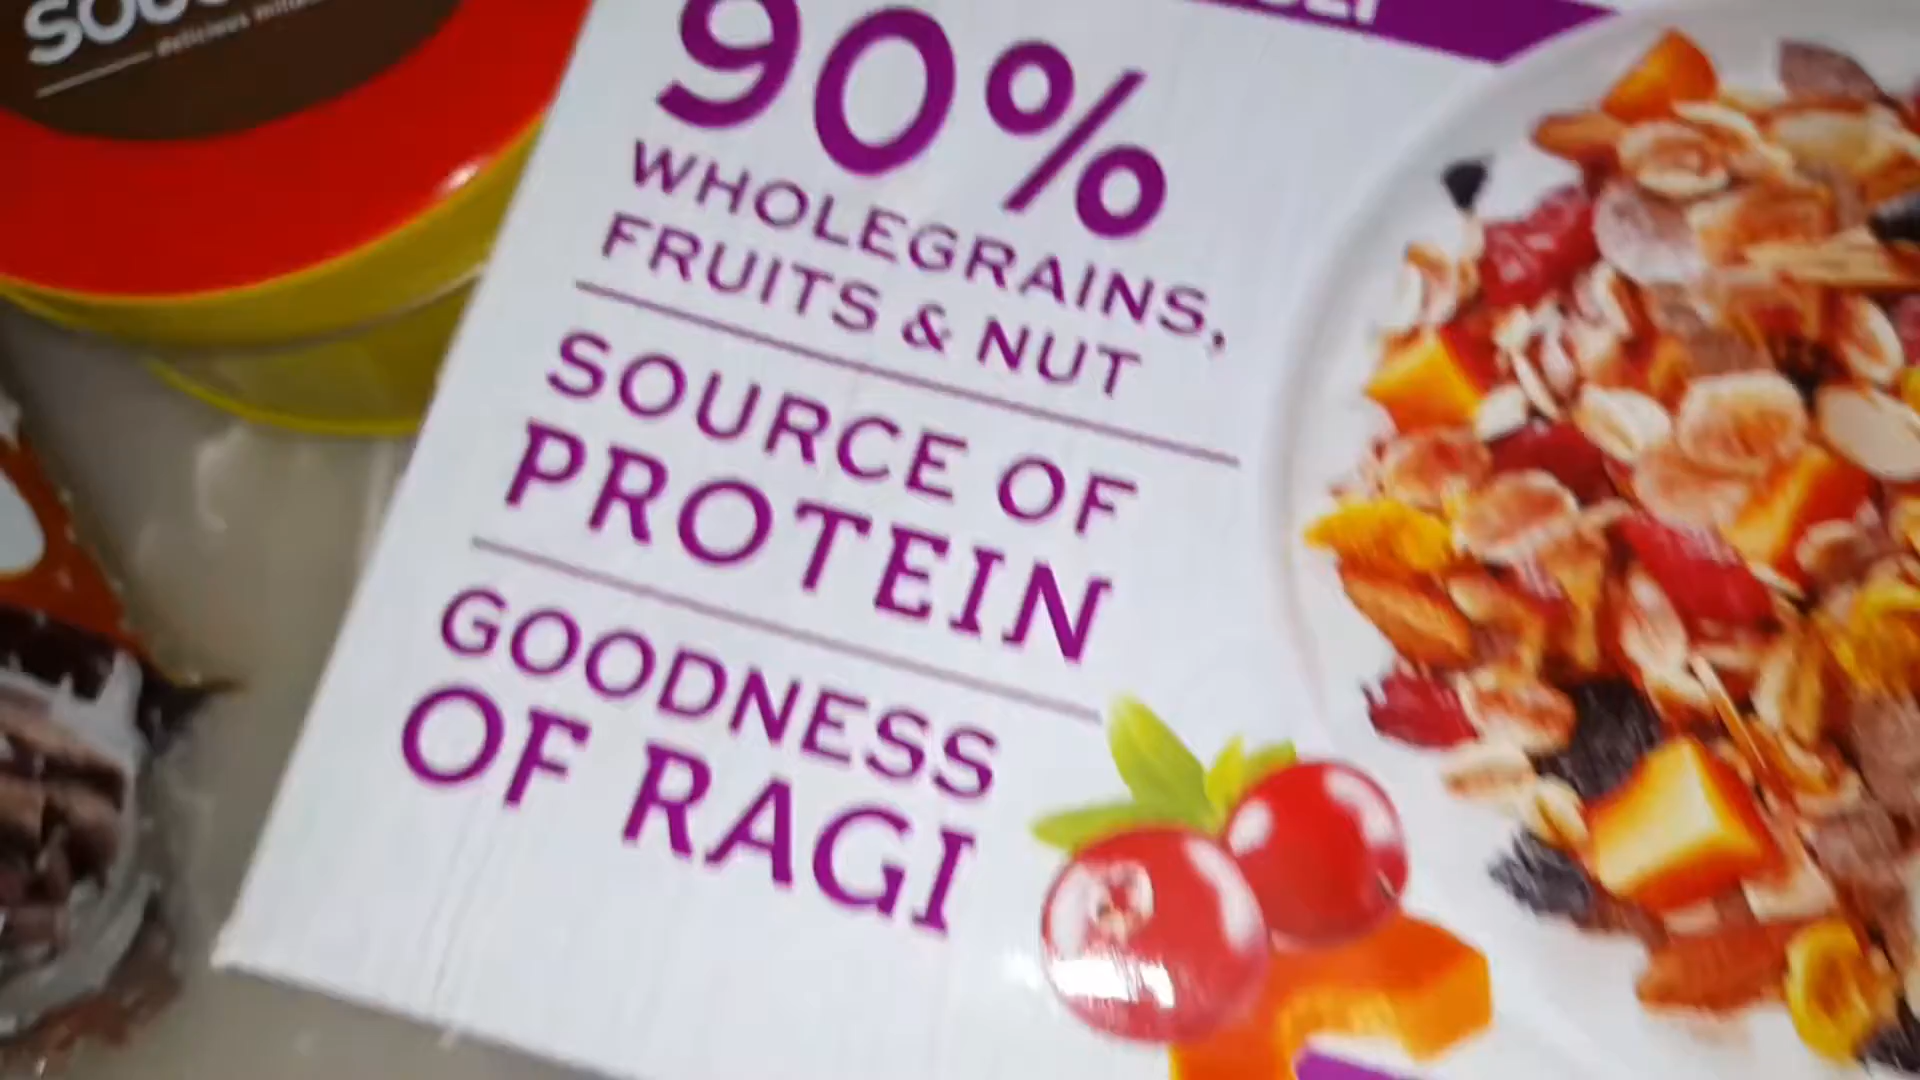 90%
WHOLEGRAINS,
FRUITS & NUT
SOURCE OF
PROTEIN
GOODNESS
OF RAGI